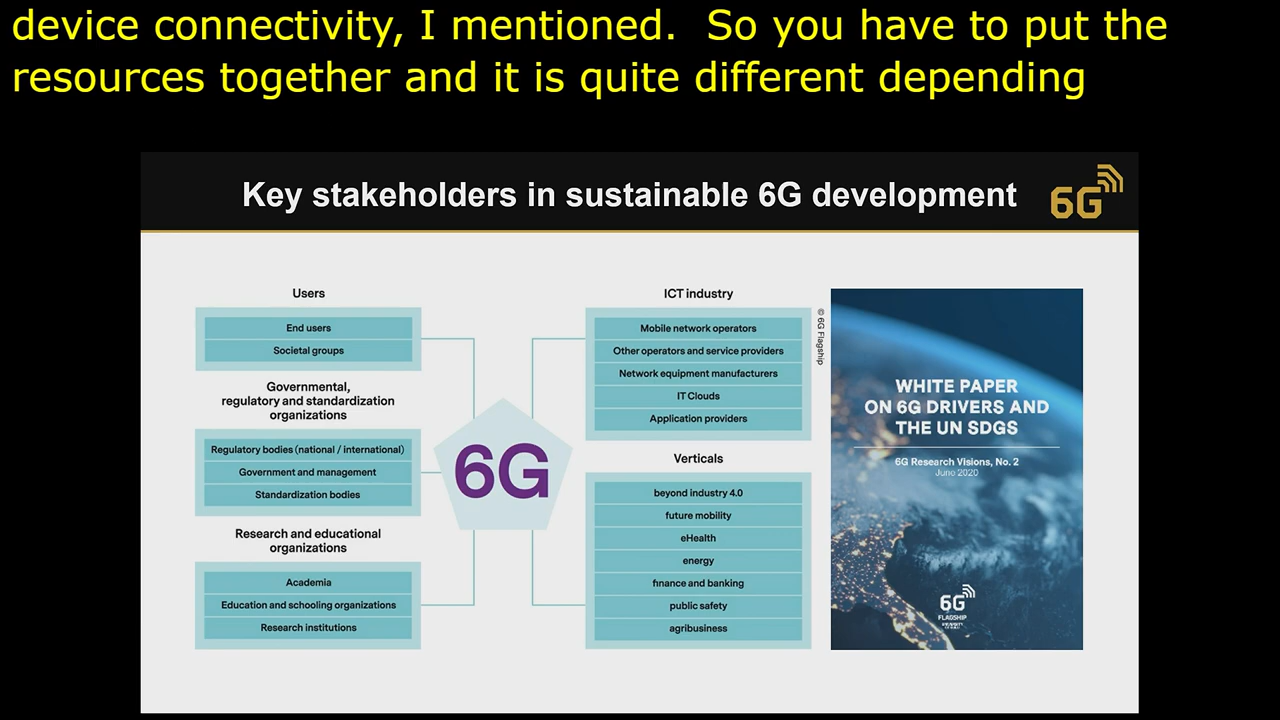 device connectivity, I mentioned.  So you have to put the
resources together and it is quite different depending
Key stakeholders in sustainable 6G development
6G
Users
End users
Societal groups
Governmental,
regulatory and standardization
organizations
Regulatory bodies (national / international)
Government and management
Standardization bodies
Research and educational
organizations
Academia
Education and schooling organizations
Research institutions
6G
ICT industry
Mobile network operators
Other operators and service providers
Network equipment manufacturers
IT Clouds
Application providers
Verticals
beyond industry 4.0
future mobility
eHealth
energy
finance and banking
public safety
agribusiness
© 6G Flagship
WHITE PAPER
ON 6G DRIVERS AND
THE UN SDGS
6G Research Visions, No. 2
June 2020
6G
FLAGSHIP